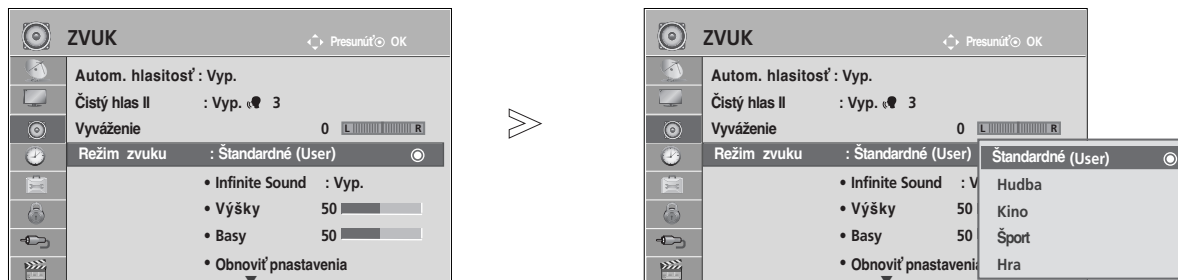 ZVUK
Presunúť OK
Autom. hlasitosť : Vyp.
Čistý hlas II : Vyp. 3
Vyváženie 0 L R
Režim zvuku : Štandardné (User)
• Infinite Sound : Vyp.
• Výšky 50
• Basy 50
• Obnoviť pnastavenia
>
ZVUK
Presunúť OK
Autom. hlasitosť : Vyp.
Čistý hlas II : Vyp. 3
Vyváženie 0 L R
Režim zvuku : Štandardné (User)
• Infinite Sound : V
• Výšky 50
• Basy 50
• Obnoviť pnastaveni
Štandardné (User)
Hudba
Kino
Šport
Hra